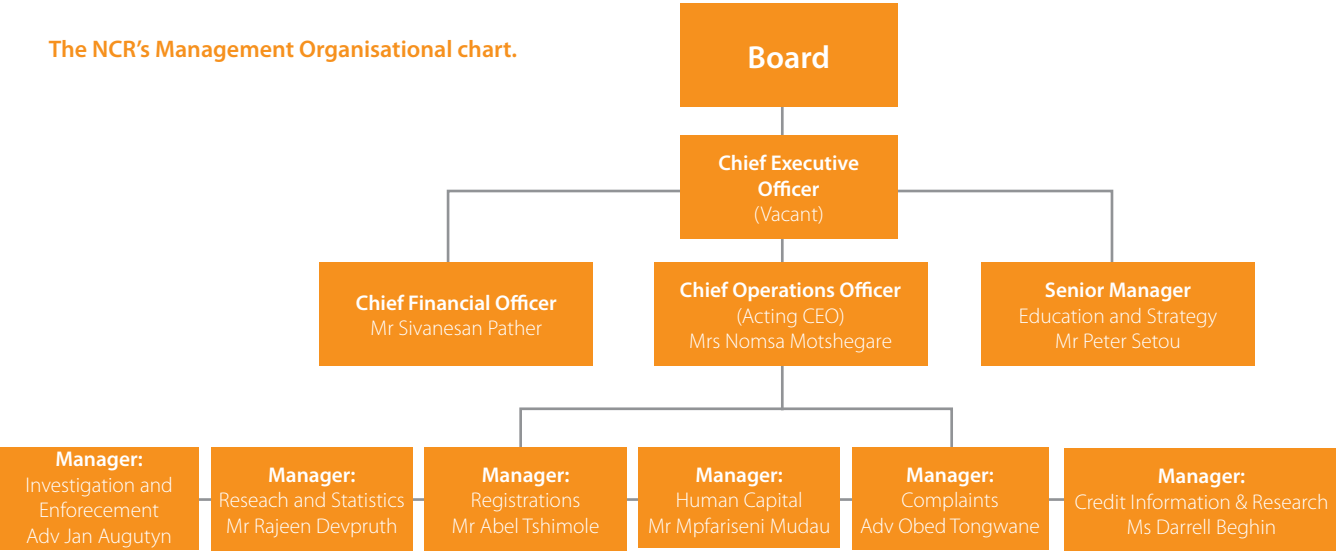 The NCR's Management Organisational chart.
Board
Chief Executive
Officer
(Vacant)
Chief Financial Officer
Mr Sivanesan Pather
Chief Operations Officer
(Acting CEO)
Mrs Nomsa Motshegare
Senior Manager
Education and Strategy
Mr Peter Setou
Manager:
Investigation and
Enforecement
Adv Jan Augutyn
Manager:
Reseach and Statistics
Mr Rajeen Devpruth
Manager:
Registrations
Mr Abel Tshimole
Manager:
Human Capital
Mr Mpfariseni Mudau
Manager:
Complaints
Adv Obed Tongwane
Manager:
Credit Information & Research
Ms Darrell Beghin